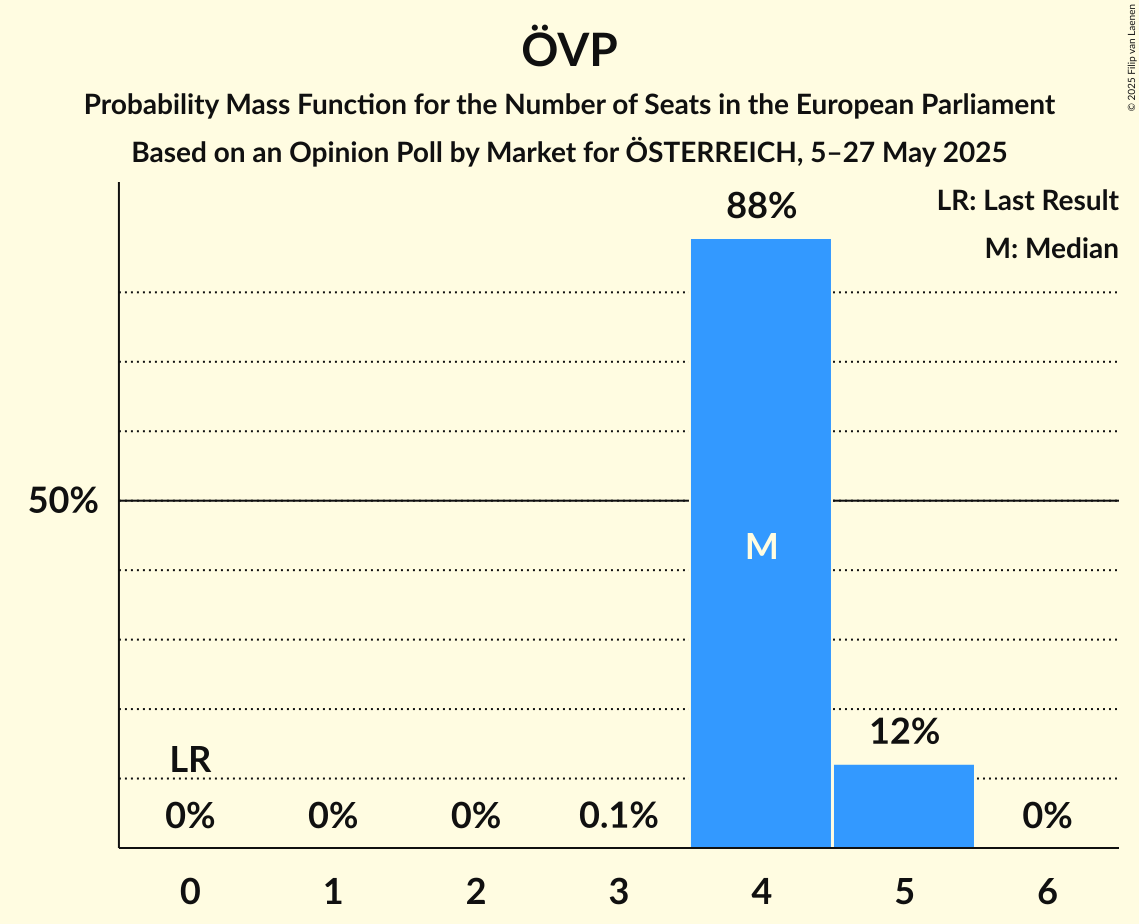 ÖVP
Probability Mass Function for the Number of Seats in the European Parliament
Based on an Opinion Poll by Market for ÖSTERREICH, 5–27 May 2025
© 2025 Filip van Laenen
LR: Last Result
M: Median
88%
50%
M
12%
LR
0%
0%
0%
0.1%
0%
0
1
2
3
4
5
6